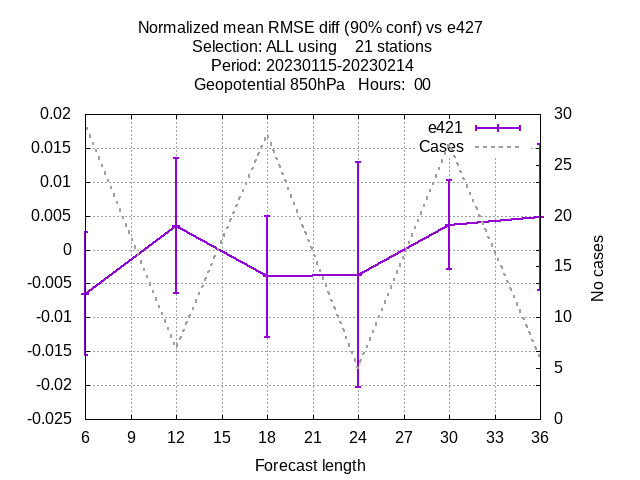 Normalized mean RMSE diff (90% conf) vs e427
Selection: ALL using    21 stations
Period: 20230115-20230214
Geopotential 850hPa   Hours:  00
0.02
0.015
0.01
0.005
0
-0.005
-0.01
-0.015
-0.02
-0.025
e421
Cases
30
25
20
15
10
5
0
No cases
6 9 12 15 18 21 24 27 30 33 36
Forecast length